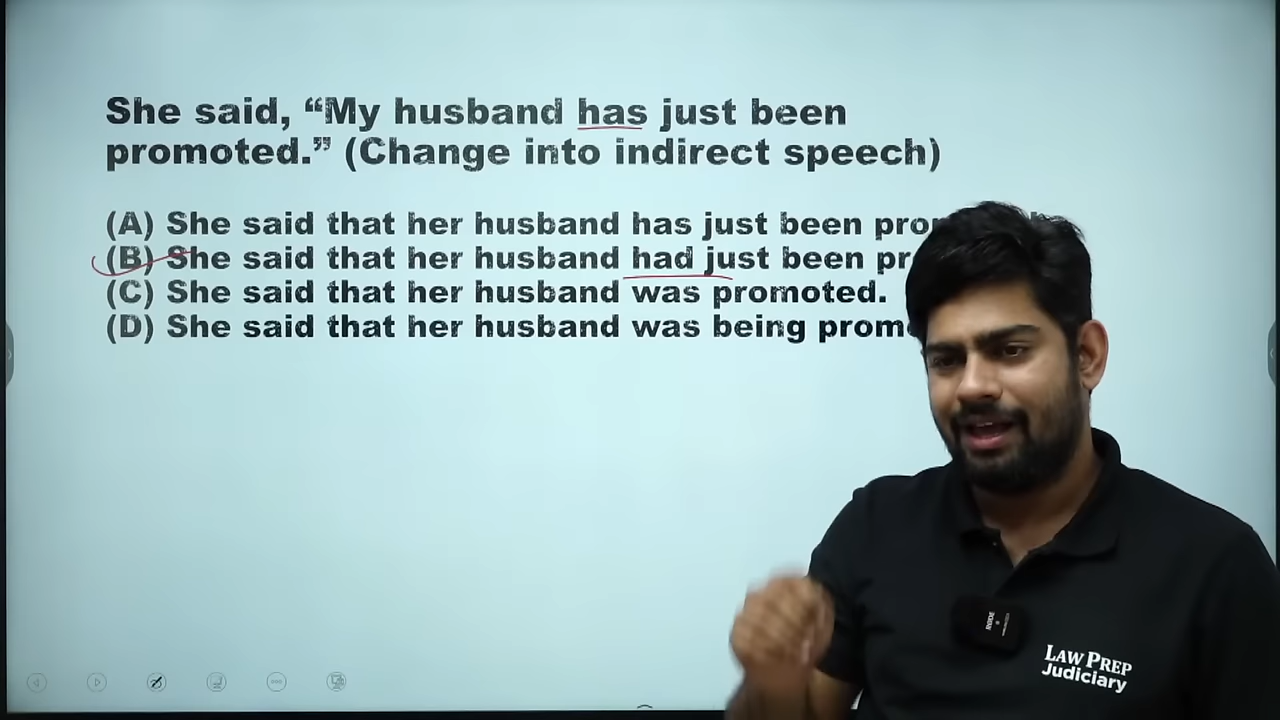 She said, “My husband has just been
promoted.” (Change into indirect speech)
(A) She said that her husband has just been
(B) She said that her husband had just been
(C) She said that her husband was promoted.
(D) She said that her husband was being
LAW PREP
Judiciary
RODE